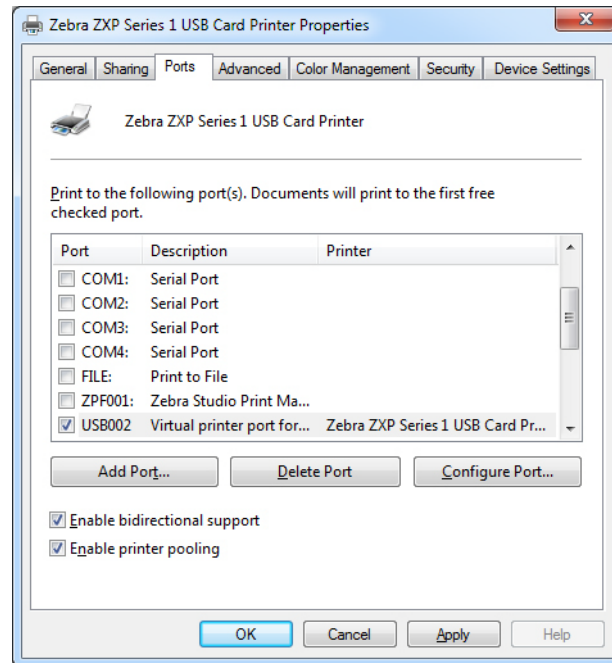 Zebra ZXP Series 1 USB Card Printer Properties
General Sharing Ports Advanced Color Management Security Device Settings
Zebra ZXP Series 1 USB Card Printer
Print to the following port(s). Documents will print to the first free
checked port.
Port Description Printer
COM1: Serial Port
COM2: Serial Port
COM3: Serial Port
COM4: Serial Port
FILE: Print to File
ZPF001: Zebra Studio Print Ma...
USB002 Virtual printer port for... Zebra ZXP Series 1 USB Card Pr...
Add Port... Delete Port Configure Port...
Enable bidirectional support
Enable printer pooling
OK Cancel Apply Help